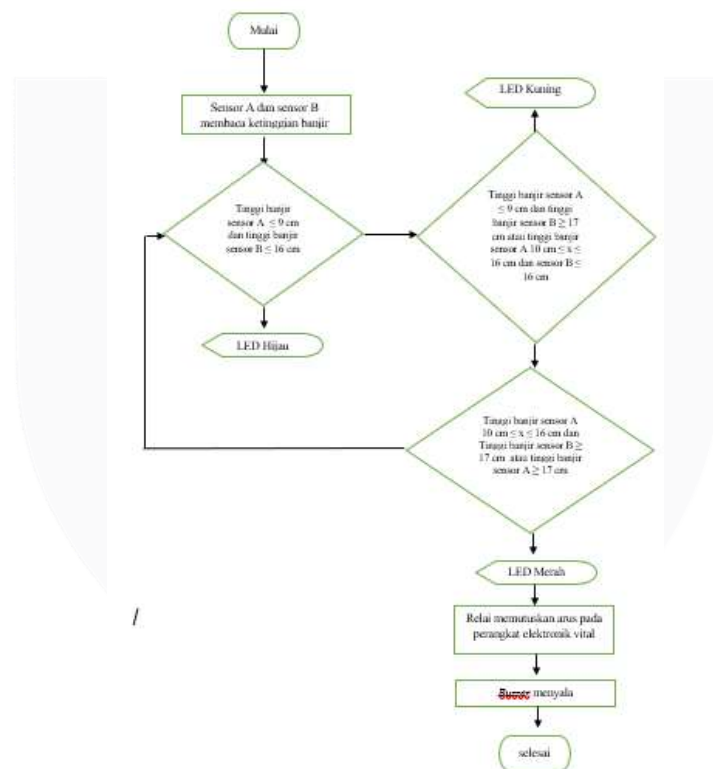 Mulai
Sensor A dan sensor B
membaca ketinggian banjir
Tinggi banjir
sensor A ≤ 9 cm
dan tinggi banjir
sensor B ≤ 16 cm
LED Hijau
LED Kuning
Tinggi banjir sensor A
≤ 9 cm dan tinggi
banjir sensor B ≥ 17
cm atau tinggi banjir
sensor A 10 cm ≤ x ≤
16 cm dan sensor B ≤
16 cm
Tinggi banjir sensor A
10 cm ≤ x ≤ 16 cm dan
Tinggi banjir sensor B ≥
17 cm atau tinggi banjir
sensor A ≥ 17 cm
LED Merah
Relai memutuskan arus pada
perangkat elektronik vital
Buzzer menyala
selesai
/